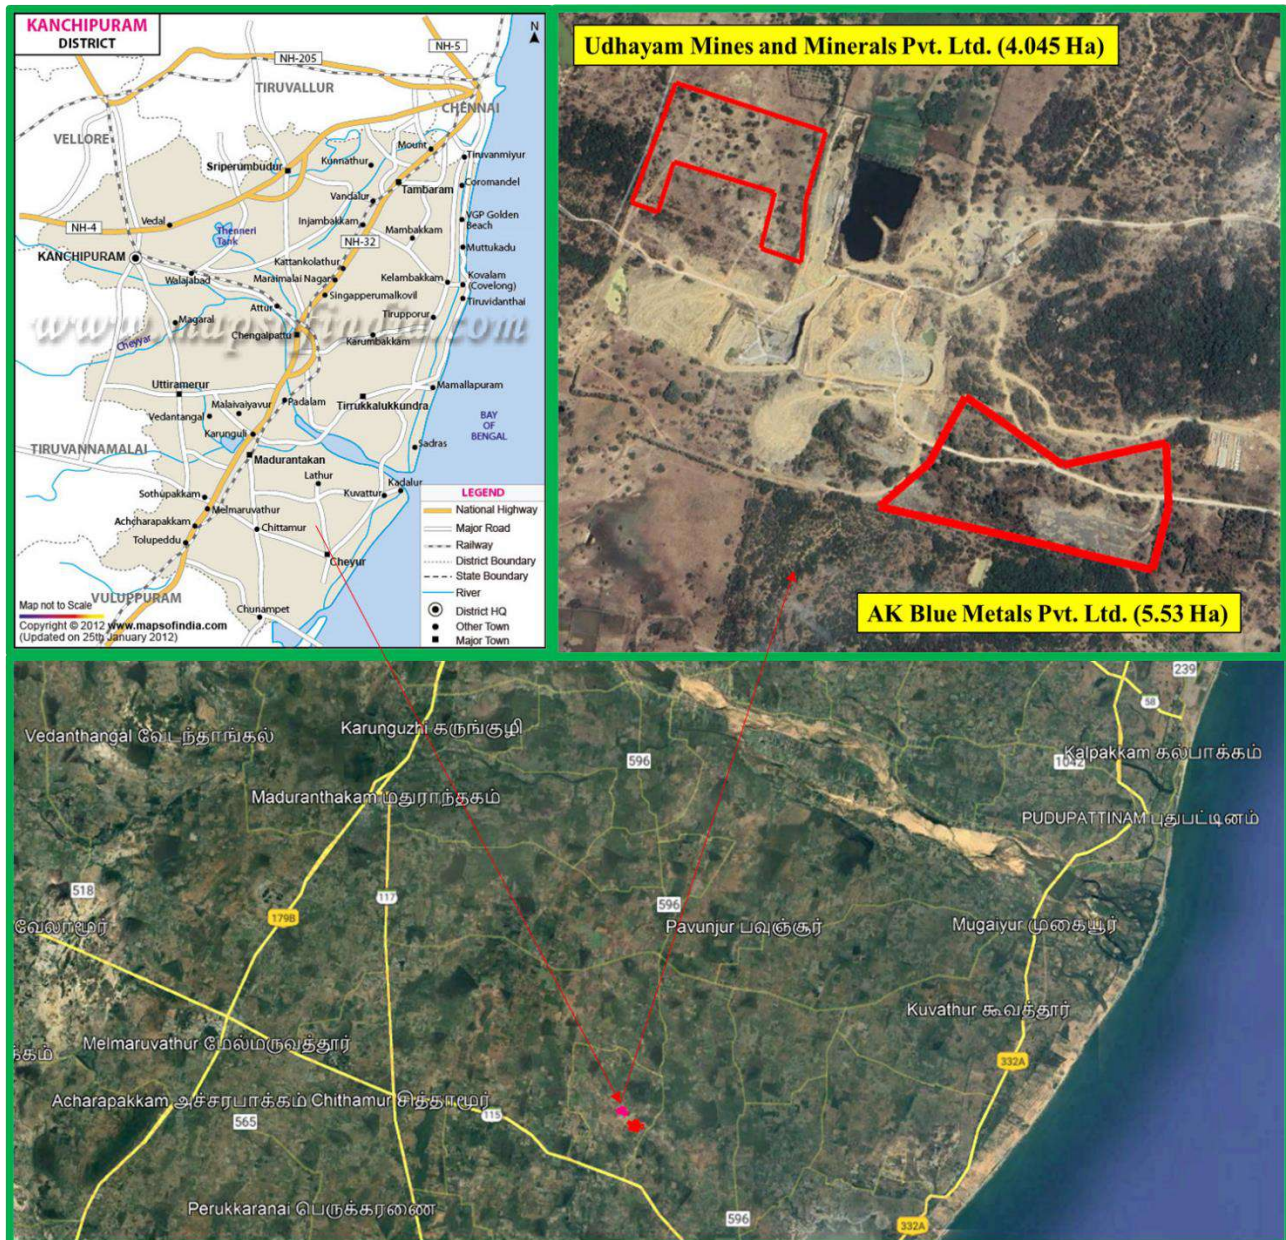 KANCHIPURAM
DISTRICT
N
NH-5
NH-205
TIRUVALLUR
CHENNAI
VELLORE
Mount
Kunnathur
Tiruvanmiyur
Sriperumbudur
Tambaram
Coromandel
Vandalur
NH-4
Vedal
Injambakkam
VGP Golden
Beach
Thenneri
Tank
Mambakkam
NH-32
Muttukadu
KANCHIPURAM
Kattankolathur
Walajabad
Maraimalai Nagar
Kelambakkam
Kovalam
(Covelong)
Singapperumalkovil
Tiruvidanthai
Attur
Magaral
Tirupporur
www.mapsofindia.com
Cheyyar
Chengalpattu
Karumbakkam
Uttiramerur
Mamallapuram
Malaivaiyavur
Padalam
Tirrukkalukkundra
Vedantangal
BAY
OF
BENGAL
Karunguli
TIRUVANNAMALAI
Sadras
Madurantakan
Lathur
Kadalur
Sothupakkam
Kuvattur
Melmaruvathur
Achcharapakkam
Chittamur
Tolupeddu
Cheyur
VULUPPURAM
Chunampet
Map not to Scale
Copyright © 2012 www.mapsofindia.com
(Updated on 25th January 2012)
LEGEND
National Highway
Major Road
Railway
District Boundary
State Boundary
River
District HQ
Other Town
Major Town
Udhayam Mines and Minerals Pvt. Ltd. (4.045 Ha)
AK Blue Metals Pvt. Ltd. (5.53 Ha)
239
58
Vedanthangal வேடந்தாங்கல்
Karunguzhi கருங்குழி
596
1042
Kalpakkam கல்பாக்கம்
Maduranthakam மதுராந்தகம்
PUDUPATTINAM புதுபட்டினம்
518
117
596
179B
Pavunjur பவுஞ்சூர்
Mugaiyur முகையூர்
Kuvathur கூவத்தூர்
Melmaruvathur மேல்மருவத்தூர்
332A
Acharapakkam அச்சரபாக்கம் Chithamur சித்தாமூர்
115
565
Perukkaranai பெருக்கரணை
596
332A